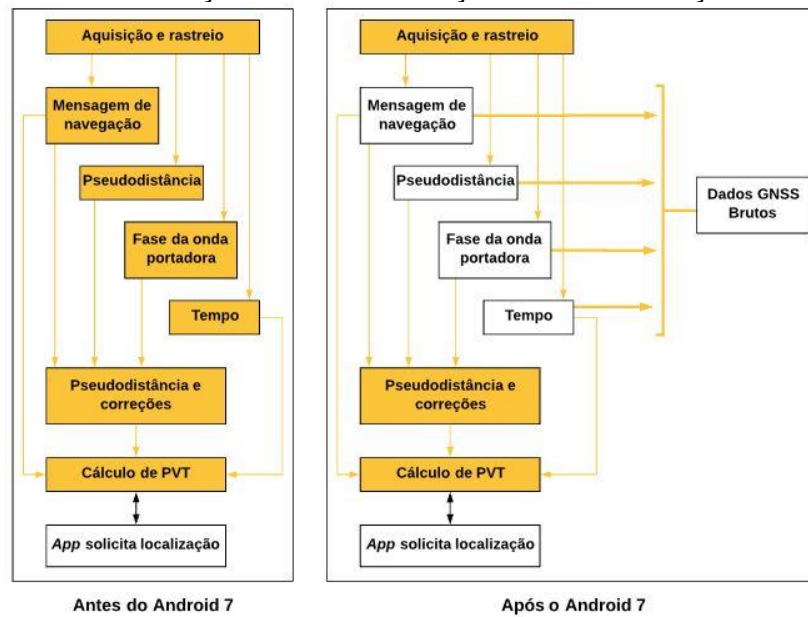 Aquisição e rastreio
Mensagem de
navegação
Pseudodistância
Fase da onda
portadora
Tempo
Pseudodistância e
correções
Cálculo de PVT
App solicita localização
Antes do Android 7
Aquisição e rastreio
Mensagem de
navegação
Pseudodistância
Fase da onda
portadora
Tempo
Dados GNSS
Brutos
Pseudodistância e
correções
Cálculo de PVT
App solicita localização
Após o Android 7